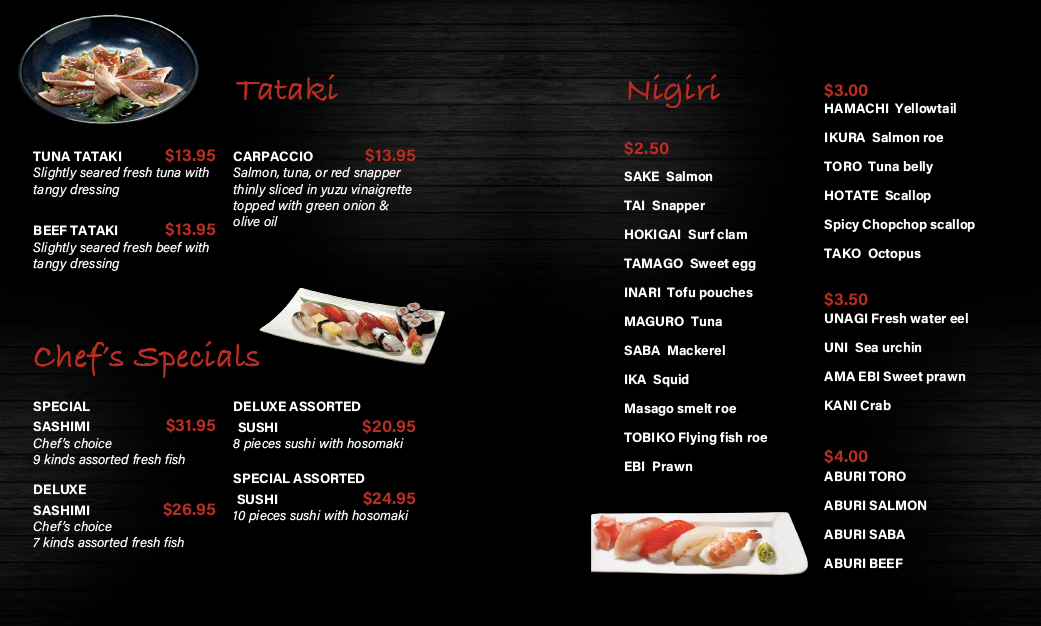 Tataki
TUNA TATAKI $13.95
Slightly seared fresh tuna with
tangy dressing
BEEF TATAKI $13.95
Slightly seared fresh beef with
tangy dressing
CARPACCIO $13.95
Salmon, tuna, or red snapper
thinly sliced in yuzu vinaigrette
topped with green onion &
olive oil
Chef's Specials
SPECIAL
SASHIMI $31.95
Chef's choice
9 kinds assorted fresh fish
DELUXE
SASHIMI $26.95
Chef's choice
7 kinds assorted fresh fish
DELUXE ASSORTED
SUSHI $20.95
8 pieces sushi with hosomaki
SPECIAL ASSORTED
SUSHI $24.95
10 pieces sushi with hosomaki
Nigiri
$2.50
SAKE Salmon
TAI Snapper
HOKIGAI Surf clam
TAMAGO Sweet egg
INARI Tofu pouches
MAGURO Tuna
SABA Mackerel
IKA Squid
Masago smelt roe
TOBIKO Flying fish roe
EBI Prawn
$3.00
HAMACHI Yellowtail
IKURA Salmon roe
TORO Tuna belly
HOTATE Scallop
Spicy Chopchop scallop
TAKO Octopus
$3.50
UNAGI Fresh water eel
UNI Sea urchin
AMA EBI Sweet prawn
KANI Crab
$4.00
ABURI TORO
ABURI SALMON
ABURI SABA
ABURI BEEF